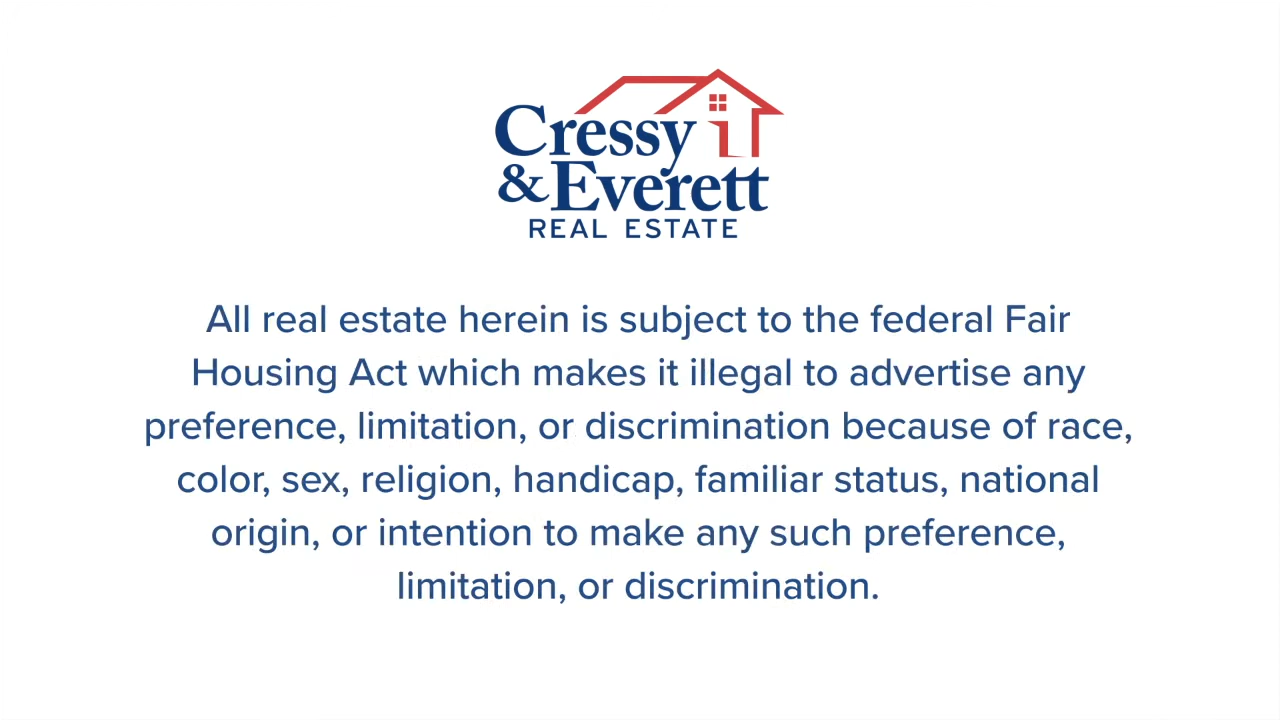 Cressy
& Everett
REAL ESTATE
All real estate herein is subject to the federal Fair
Housing Act which makes it illegal to advertise any
preference, limitation, or discrimination because of race,
color, sex, religion, handicap, familiar status, national
origin, or intention to make any such preference,
limitation, or discrimination.